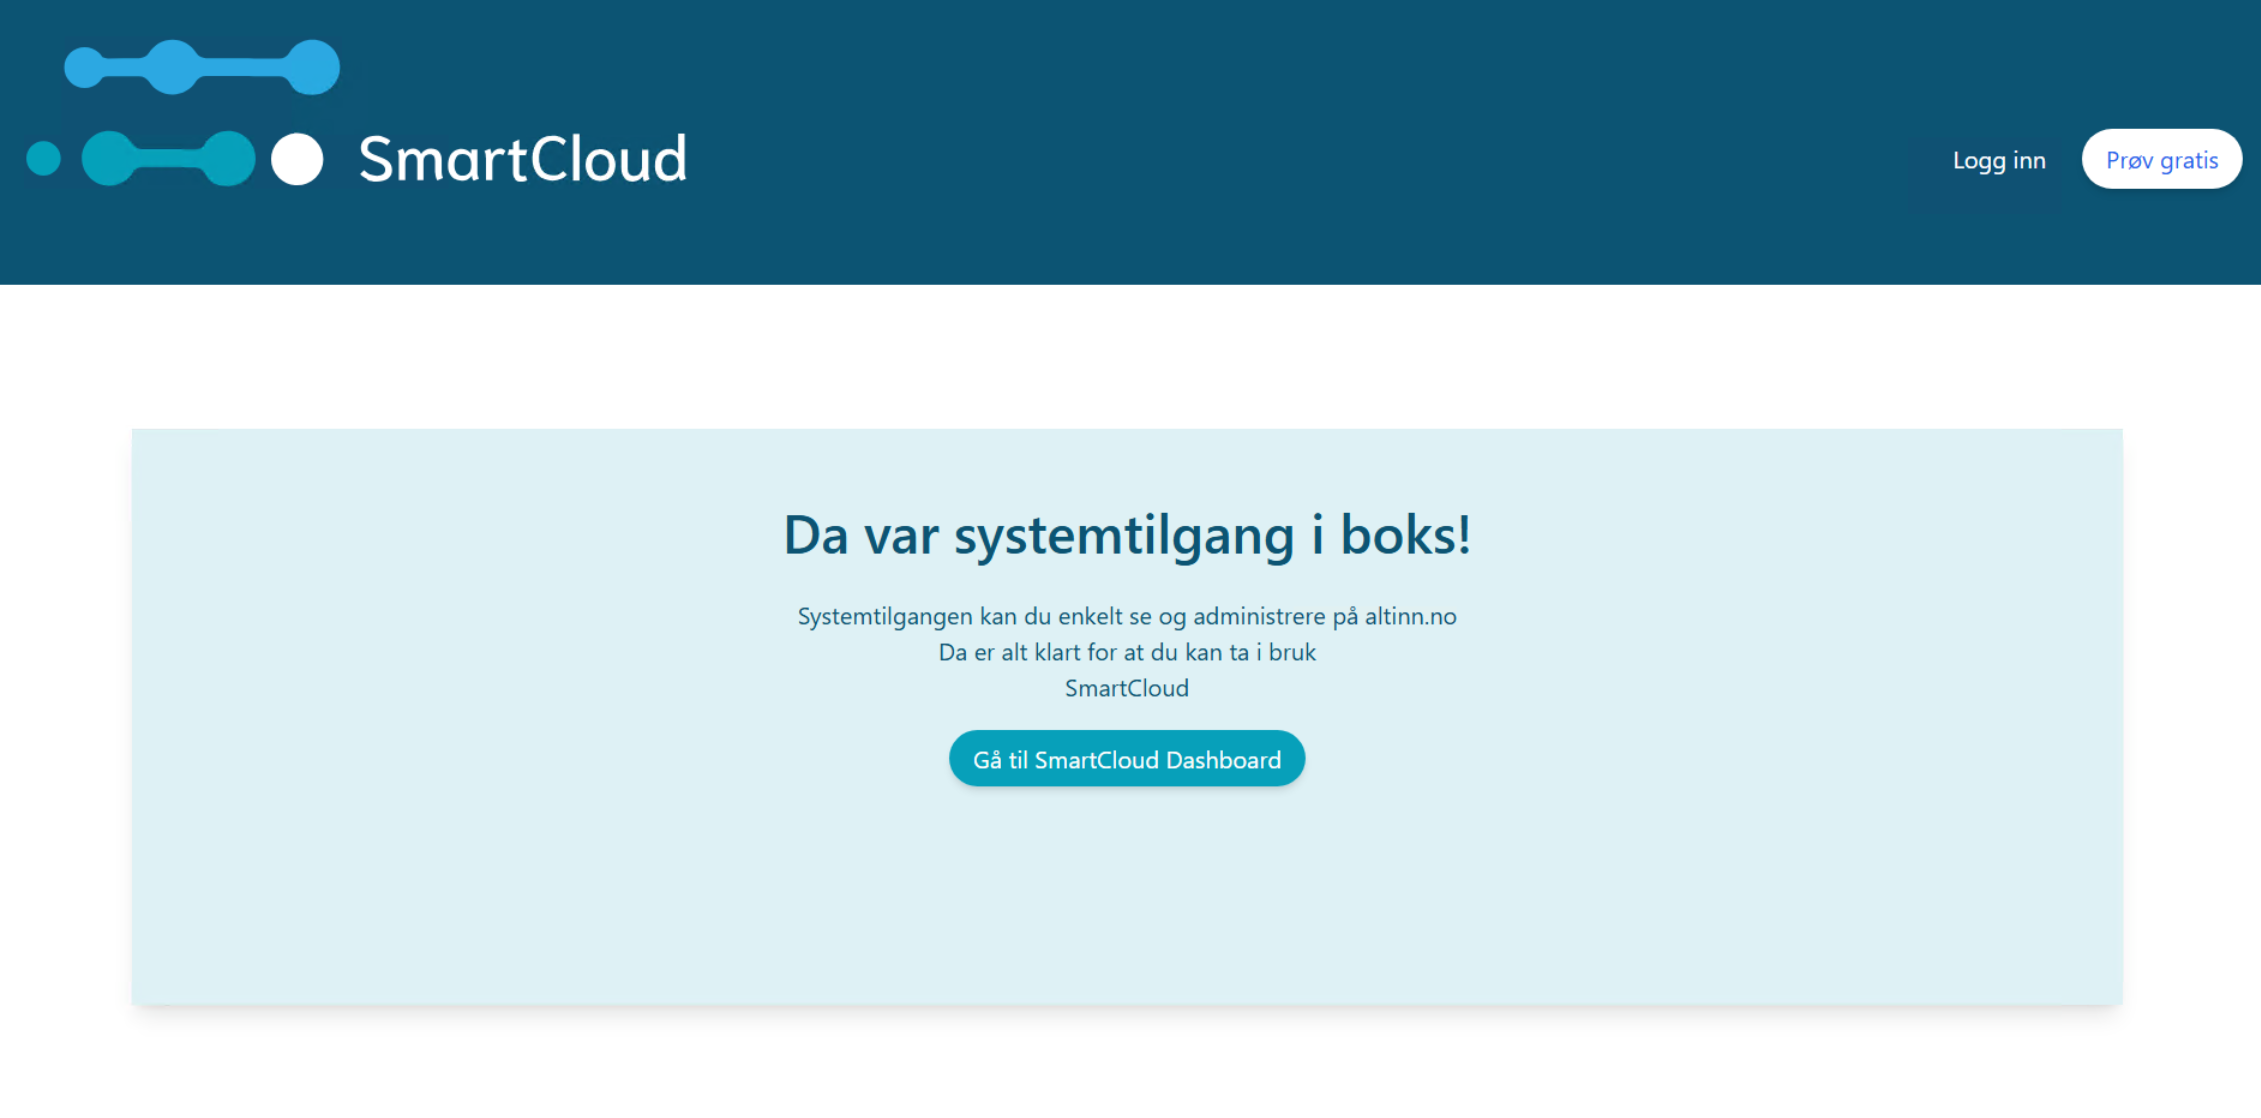 SmartCloud
Logg inn
Prøv gratis
Da var systemtilgang i boks!
Systemtilgangen kan du enkelt se og administrere på altinn.no
Da er alt klart for at du kan ta i bruk
SmartCloud
Gå til SmartCloud Dashboard